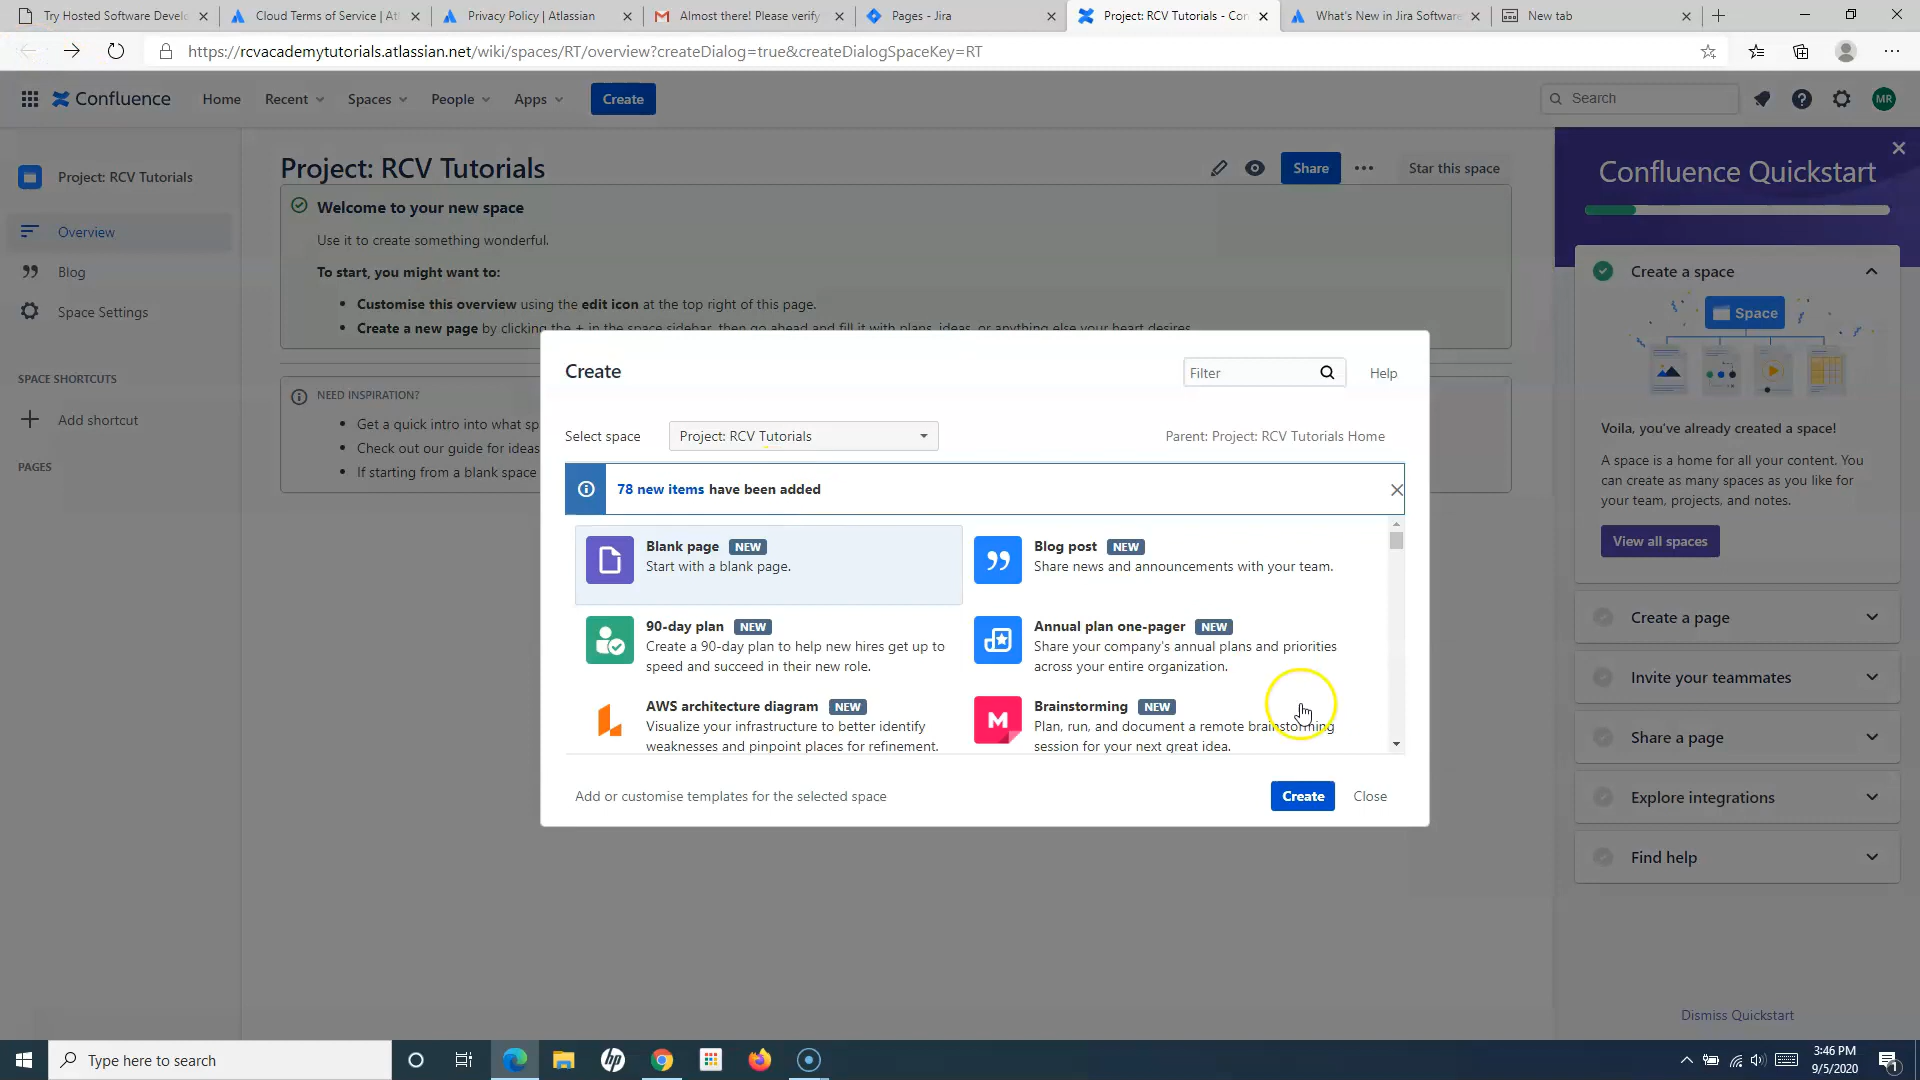 Try Hosted Software Devel
Cloud Terms of Service | Atl
Privacy Policy | Atlassian
Almost there! Please verify
Pages - Jira
Project: RCV Tutorials - Con
What's New in Jira Software
New tab
https://rcvacademytutorials.atlassian.net/wiki/spaces/RT/overview?createDialog=true&createDialogSpaceKey=RT
Confluence
Home
Recent
Spaces
People
Apps
Create
Search
MR
Project: RCV Tutorials
Overview
Blog
Space Settings
SPACE SHORTCUTS
Add shortcut
PAGES
Project: RCV Tutorials
Share
Star this space
Welcome to your new space
Use it to create something wonderful.
To start, you might want to:
Customise this overview using the edit icon at the top right of this page.
Create a new page by clicking the + in the space sidebar, then go ahead and fill it with plans, ideas, or anything else your heart desires
NEED INSPIRATION?
Get a quick intro into what sp
Check out our guide for ideas
If starting from a blank space
Create
Filter
Help
Select space
Project: RCV Tutorials
Parent: Project: RCV Tutorials Home
78 new items have been added
Blank page NEW
Start with a blank page.
Blog post NEW
Share news and announcements with your team.
90-day plan NEW
Create a 90-day plan to help new hires get up to
speed and succeed in their new role.
Annual plan one-pager NEW
Share your company's annual plans and priorities
across your entire organization.
AWS architecture diagram NEW
Visualize your infrastructure to better identify
weaknesses and pinpoint places for refinement.
M
Brainstorming NEW
Plan, run, and document a remote brainstorming
session for your next great idea.
Add or customise templates for the selected space
Create
Close
Confluence Quickstart
Create a space
Space
Voila, you've already created a space!
A space is a home for all your content. You
can create as many spaces as you like for
your team, projects, and notes.
View all spaces
Create a page
Invite your teammates
Share a page
Explore integrations
Find help
Dismiss Quickstart
Type here to search
hp
3:46 PM
9/5/2020
1